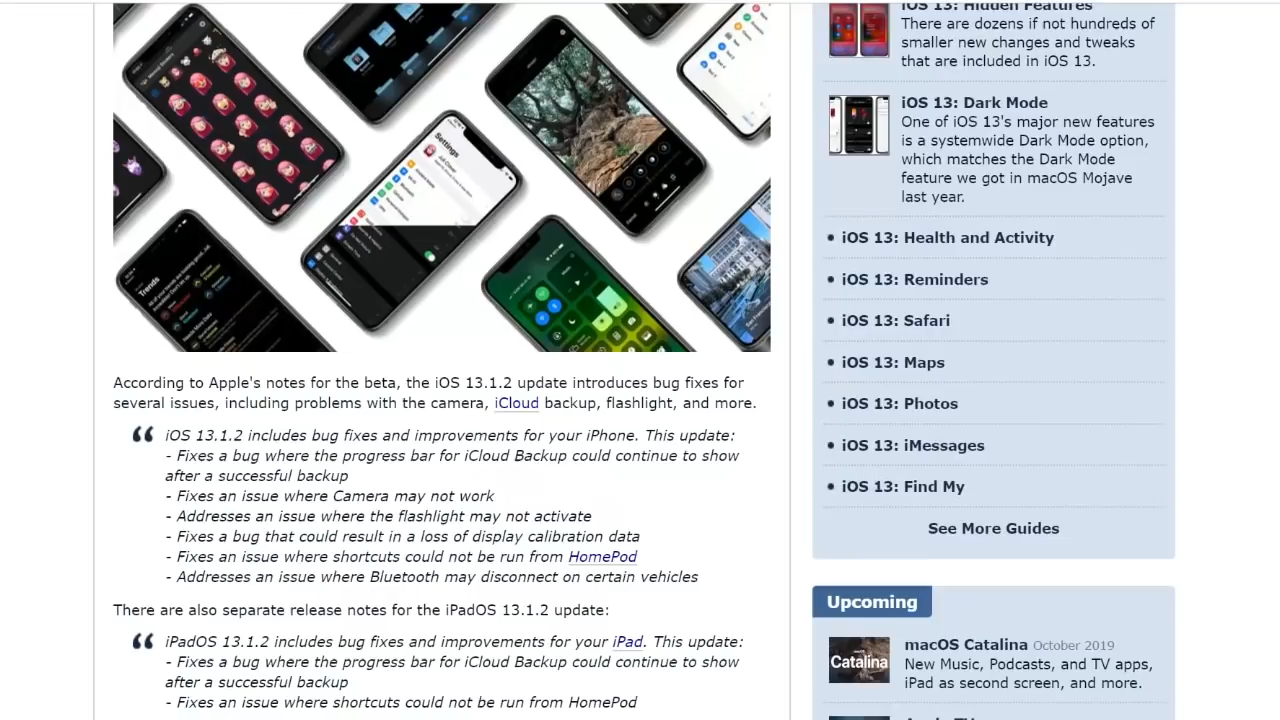 Settings
Trends
According to Apple's notes for the beta, the iOS 13.1.2 update introduces bug fixes for
several issues, including problems with the camera, iCloud backup, flashlight, and more.
iOS 13.1.2 includes bug fixes and improvements for your iPhone. This update:
- Fixes a bug where the progress bar for iCloud Backup could continue to show
after a successful backup
- Fixes an issue where Camera may not work
- Addresses an issue where the flashlight may not activate
- Fixes a bug that could result in a loss of display calibration data
- Fixes an issue where shortcuts could not be run from HomePod
- Addresses an issue where Bluetooth may disconnect on certain vehicles
There are also separate release notes for the iPadOS 13.1.2 update:
iPadOS 13.1.2 includes bug fixes and improvements for your iPad. This update:
- Fixes a bug where the progress bar for iCloud Backup could continue to show
after a successful backup
- Fixes an issue where shortcuts could not be run from HomePod
iOS 13: Hidden Features
There are dozens if not hundreds of
smaller new changes and tweaks
that are included in iOS 13.
iOS 13: Dark Mode
One of iOS 13's major new features
is a systemwide Dark Mode option,
which matches the Dark Mode
feature we got in macOS Mojave
last year.
iOS 13: Health and Activity
iOS 13: Reminders
iOS 13: Safari
iOS 13: Maps
iOS 13: Photos
iOS 13: iMessages
iOS 13: Find My
See More Guides
Upcoming
Catalina
macOS Catalina October 2019
New Music, Podcasts, and TV apps,
iPad as second screen, and more.
Apple TV